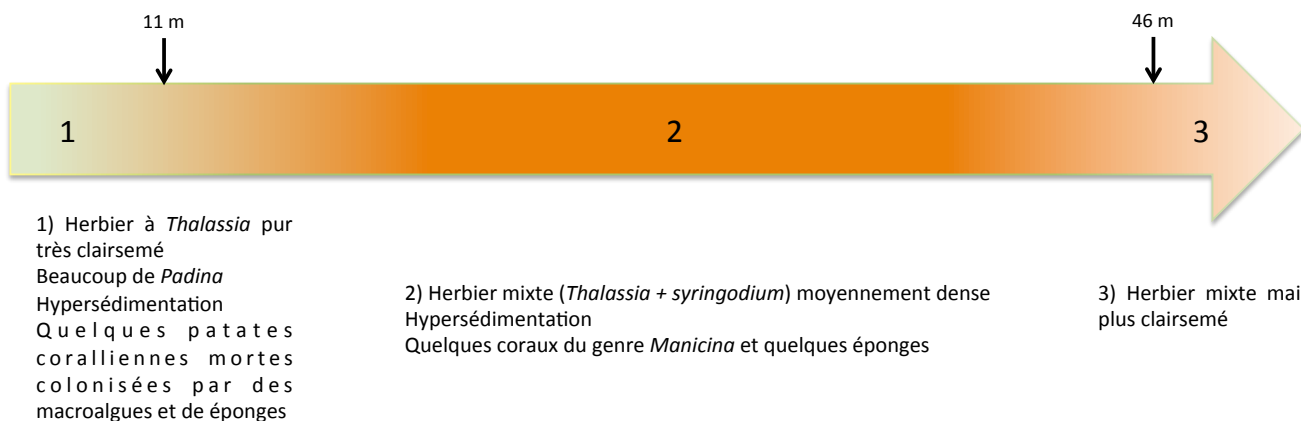 11 m
46 m
1
2
3
1) Herbier à Thalassia pur
très clairsemé
Beaucoup de Padina
Hypersédimentation
Quelques patates
coralliennes mortes
colonisées par des
macroalgues et de éponges
2) Herbier mixte (Thalassia + syringodium) moyennement dense
Hypersédimentation
Quelques coraux du genre Manicina et quelques éponges
3) Herbier mixte mai
plus clairsemé